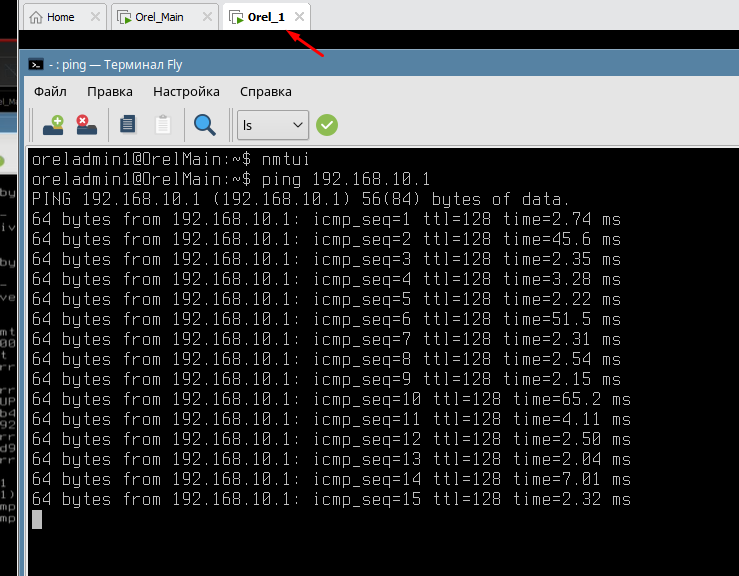 Home
Orel_Main
Orel_1
- : ping — Терминал Fly
Файл Правка Настройка Справка
ls
oreladmin1@OrelMain:~$ nmtui
oreladmin1@OrelMain:~$ ping 192.168.10.1
PING 192.168.10.1 (192.168.10.1) 56(84) bytes of data.
64 bytes from 192.168.10.1: icmp_seq=1 ttl=128 time=2.74 ms
64 bytes from 192.168.10.1: icmp_seq=2 ttl=128 time=45.6 ms
64 bytes from 192.168.10.1: icmp_seq=3 ttl=128 time=2.35 ms
64 bytes from 192.168.10.1: icmp_seq=4 ttl=128 time=3.28 ms
64 bytes from 192.168.10.1: icmp_seq=5 ttl=128 time=2.22 ms
64 bytes from 192.168.10.1: icmp_seq=6 ttl=128 time=51.5 ms
64 bytes from 192.168.10.1: icmp_seq=7 ttl=128 time=2.31 ms
64 bytes from 192.168.10.1: icmp_seq=8 ttl=128 time=2.54 ms
64 bytes from 192.168.10.1: icmp_seq=9 ttl=128 time=2.15 ms
64 bytes from 192.168.10.1: icmp_seq=10 ttl=128 time=65.2 ms
64 bytes from 192.168.10.1: icmp_seq=11 ttl=128 time=4.11 ms
64 bytes from 192.168.10.1: icmp_seq=12 ttl=128 time=2.50 ms
64 bytes from 192.168.10.1: icmp_seq=13 ttl=128 time=2.04 ms
64 bytes from 192.168.10.1: icmp_seq=14 ttl=128 time=7.01 ms
64 bytes from 192.168.10.1: icmp_seq=15 ttl=128 time=2.32 ms